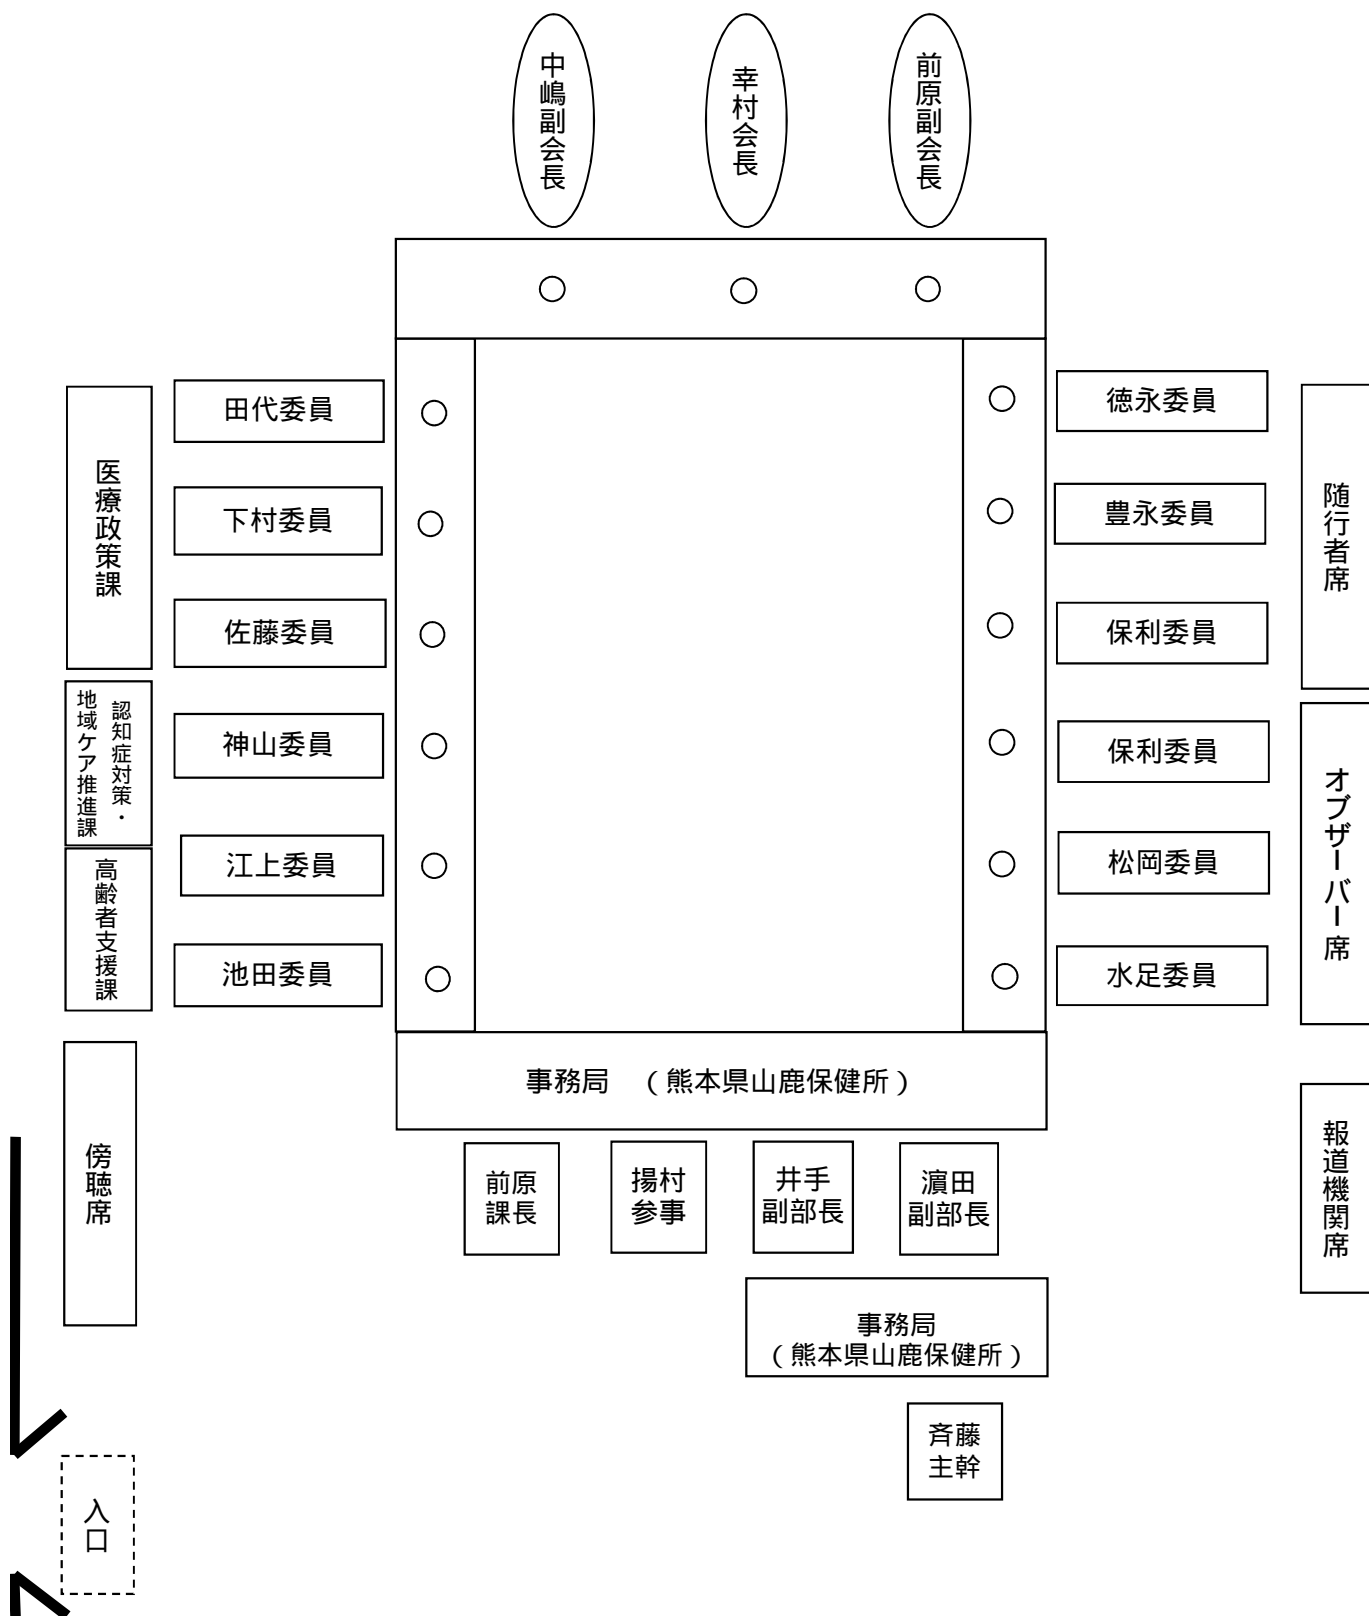 中嶋副会長
幸村会長
前原副会長
田代委員
下村委員
佐藤委員
神山委員
江上委員
池田委員
徳永委員
豊永委員
保利委員
保利委員
松岡委員
水足委員
医療政策課
認知症対策・
地域ケア推進課
高齢者支援課
傍聴席
入口
随行者席
オブザーバー席
報道機関席
事務局 （熊本県山鹿保健所）
前原
課長
揚村
参事
井手
副部長
濵田
副部長
事務局
（熊本県山鹿保健所）
斉藤
主幹